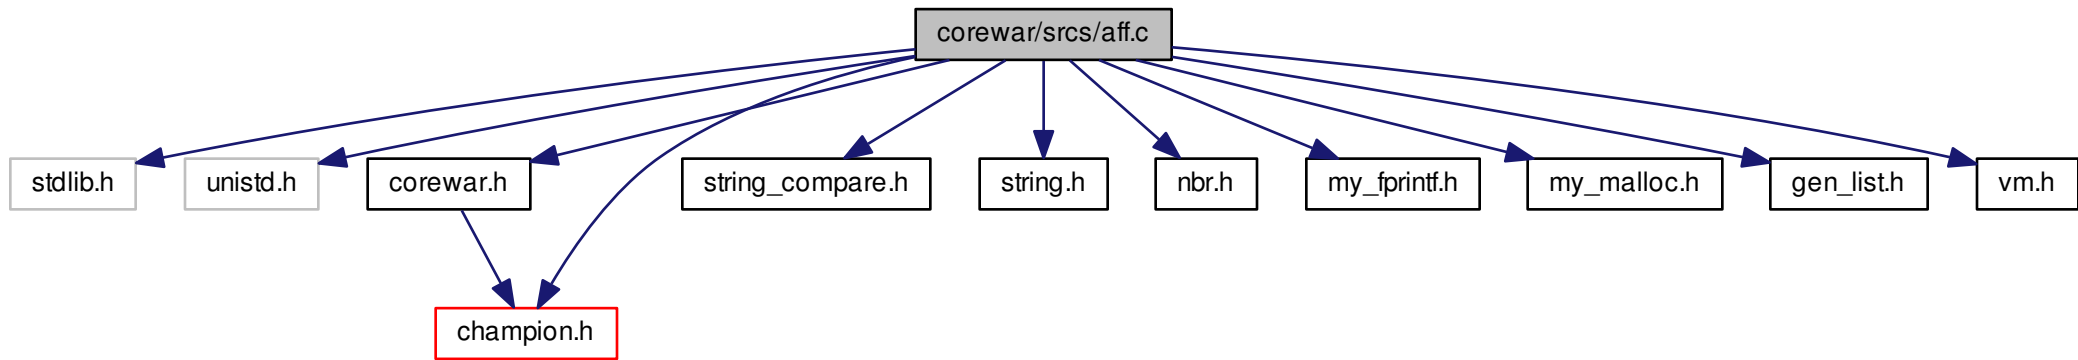 corewar/srcs/aff.c
stdlib.h
unistd.h
corewar.h
string_compare.h
string.h
nbr.h
my_fprintf.h
my_malloc.h
gen_list.h
vm.h
champion.h